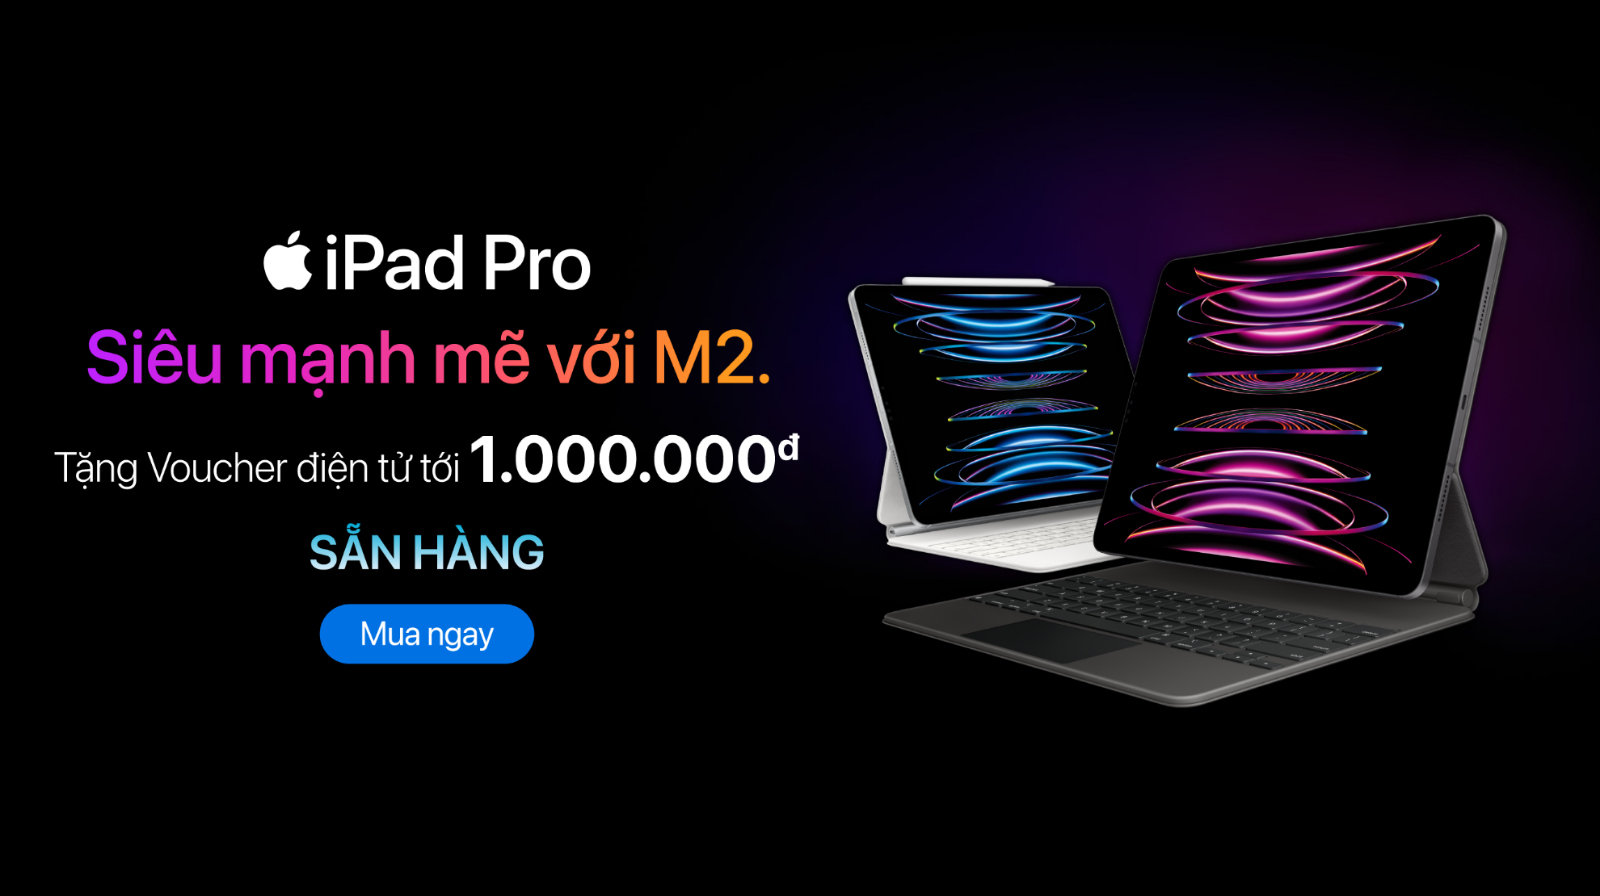 iPad Pro
Siêu mạnh mẽ với M2.
Tặng Voucher điện tử tới 1.000.000đ
SẴN HÀNG
Mua ngay